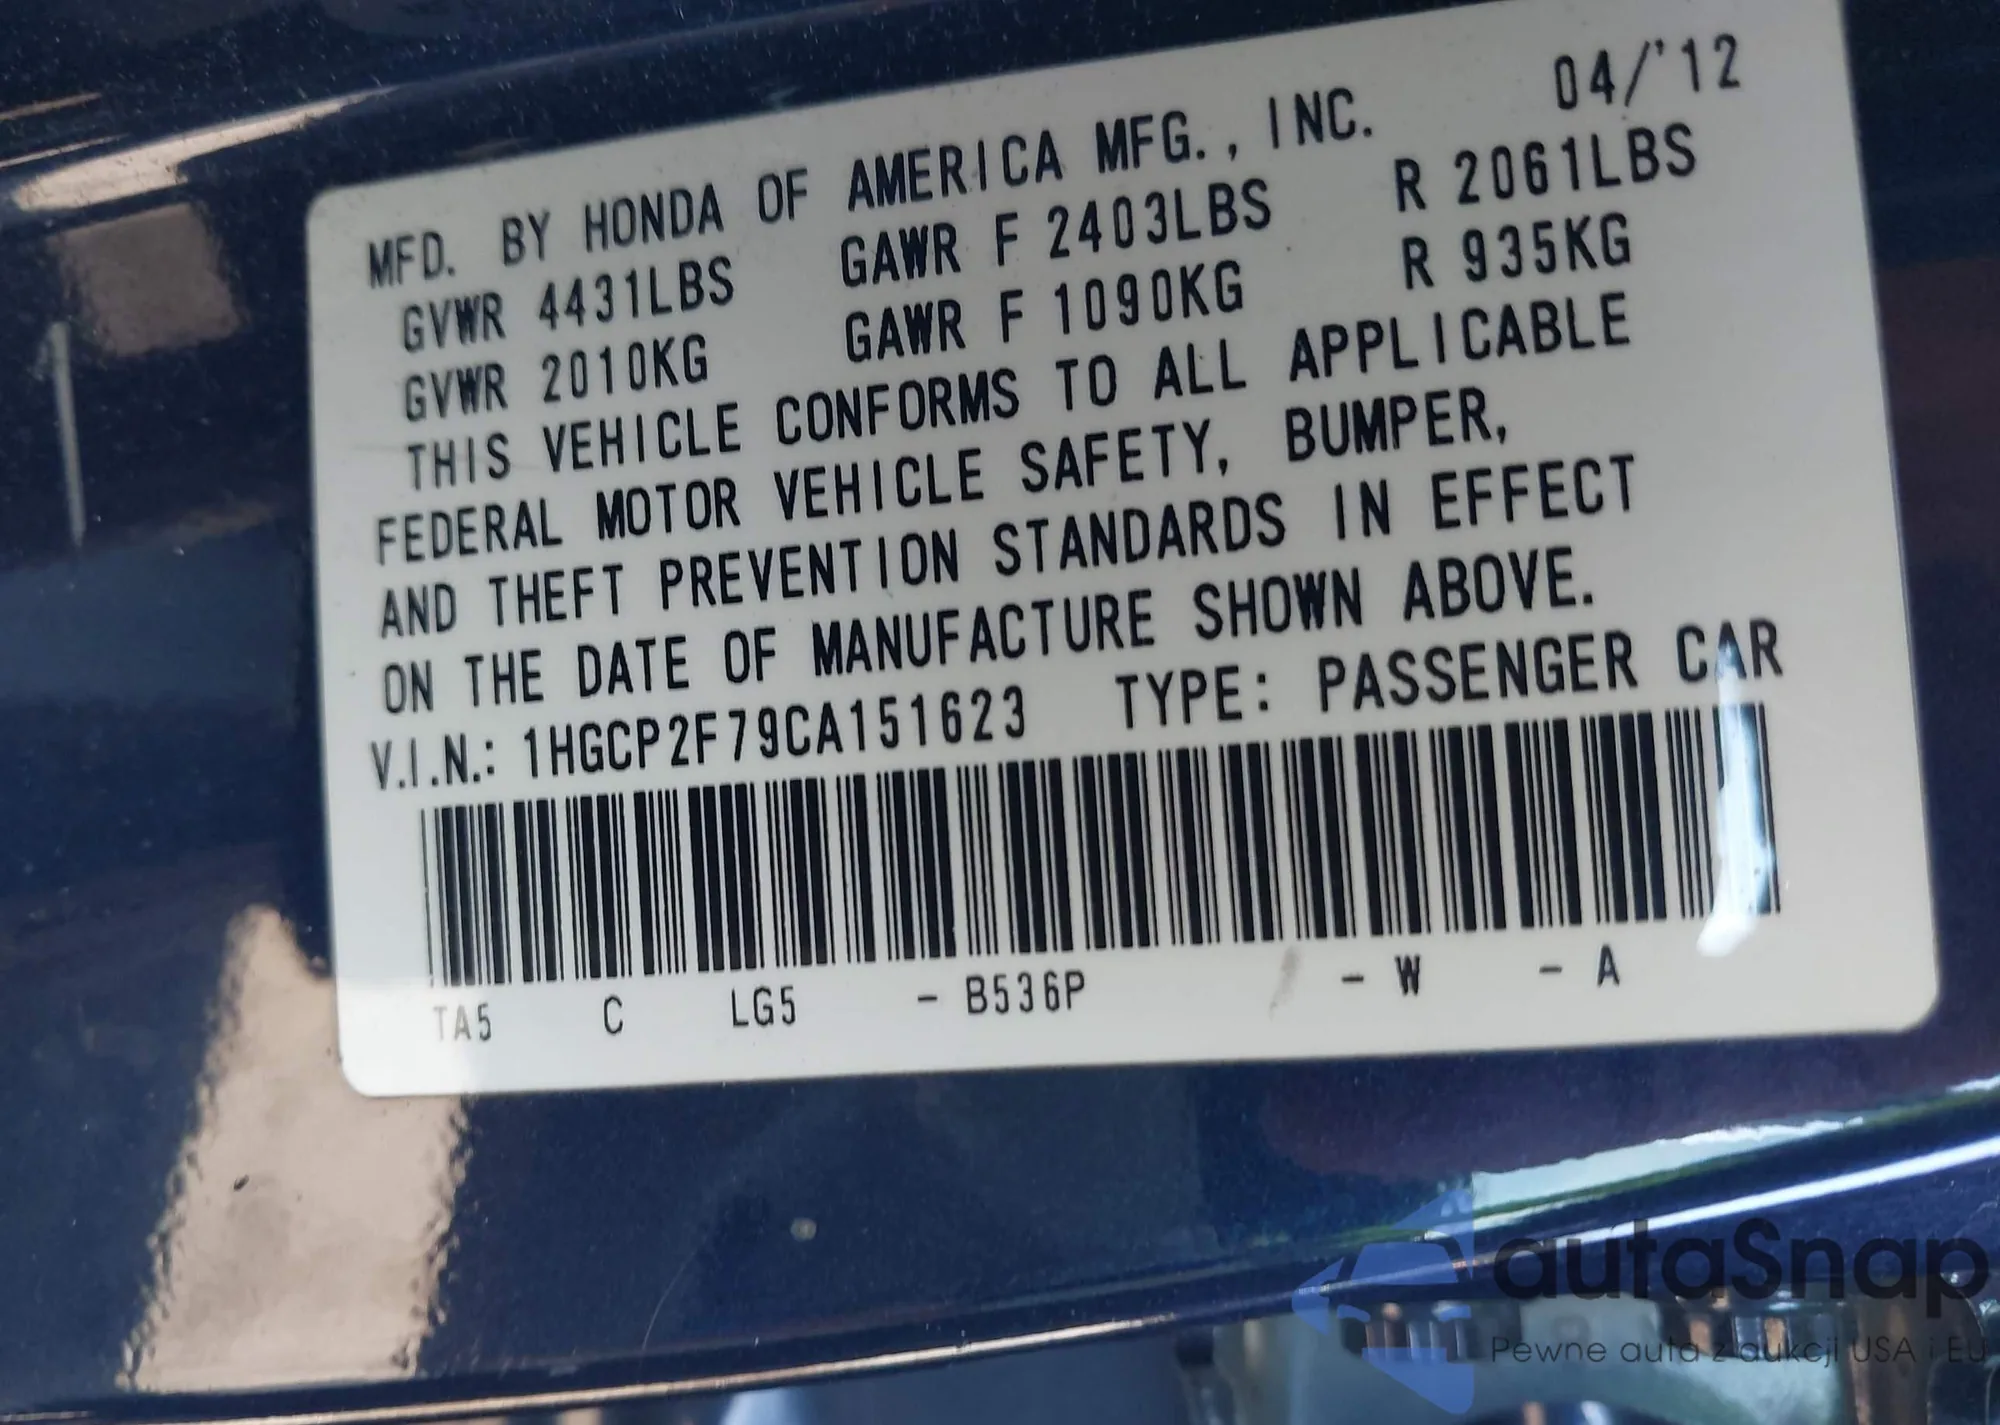 MFD. BY HONDA OF AMERICA MFG., INC. 04/'12
GVWR 4431LBS GAWR F 2403LBS R 2061LBS
GVWR 2010KG GAWR F 1090KG R 935KG
THIS VEHICLE CONFORMS TO ALL APPLICABLE
FEDERAL MOTOR VEHICLE SAFETY, BUMPER,
AND THEFT PREVENTION STANDARDS IN EFFECT
ON THE DATE OF MANUFACTURE SHOWN ABOVE.
V.I.N.: 1HGCP2F79CA151623 TYPE: PASSENGER CAR
TA5 C LG5 - B536P - W - A
autaSnap
Pewne auta z aukcji USA i EU